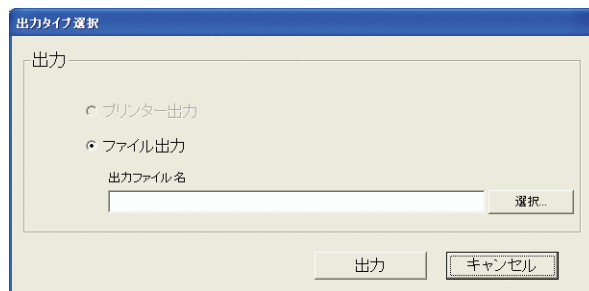 出力タイプ選択
出力
プリンター出力
ファイル出力
出力ファイル名
選択...
出力
キャンセル